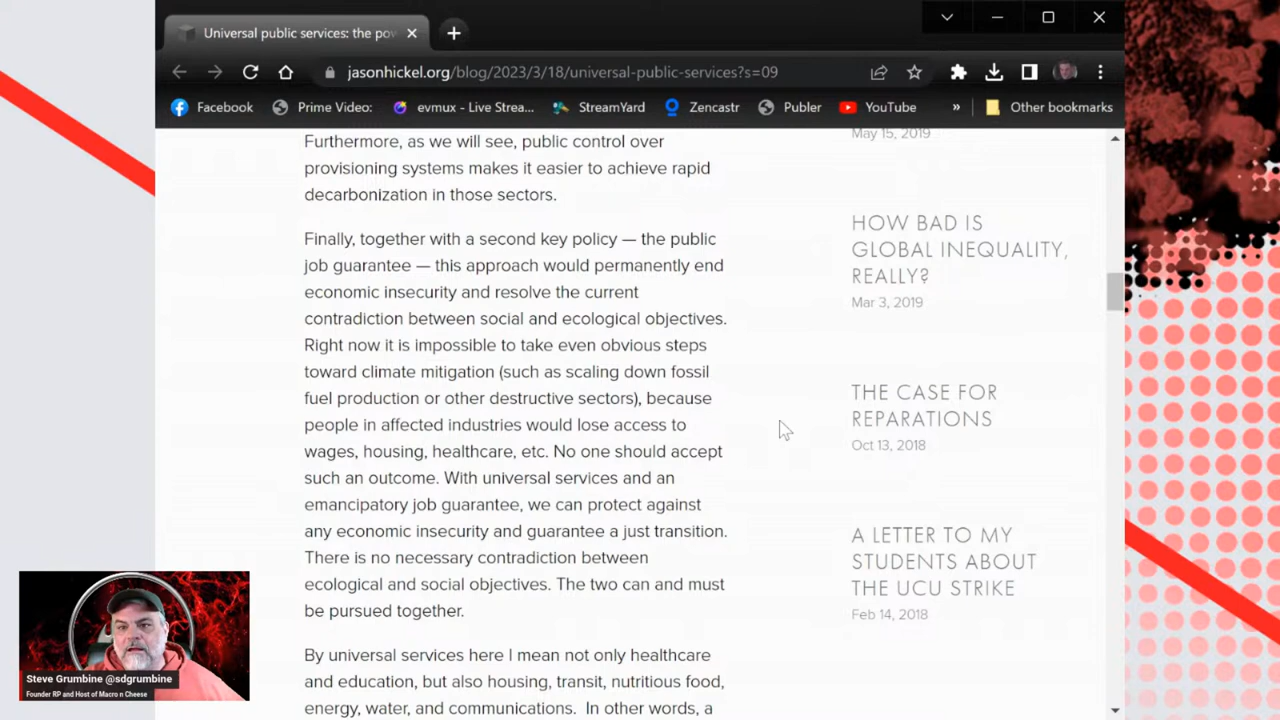 Universal public services: the pov
jasonhickel.org/blog/2023/3/18/universal-public-services?s=09
Facebook
Prime Video:
evmux - Live Strea...
StreamYard
Zencastr
Publer
YouTube
»
Other bookmarks
Furthermore, as we will see, public control over
provisioning systems makes it easier to achieve rapid
decarbonization in those sectors.
Finally, together with a second key policy — the public
job guarantee — this approach would permanently end
economic insecurity and resolve the current
contradiction between social and ecological objectives.
Right now it is impossible to take even obvious steps
toward climate mitigation (such as scaling down fossil
fuel production or other destructive sectors), because
people in affected industries would lose access to
wages, housing, healthcare, etc. No one should accept
such an outcome. With universal services and an
emancipatory job guarantee, we can protect against
any economic insecurity and guarantee a just transition.
There is no necessary contradiction between
ecological and social objectives. The two can and must
be pursued together.
By universal services here I mean not only healthcare
and education, but also housing, transit, nutritious food,
energy, water, and communications. In other words, a
May 15, 2019
HOW BAD IS
GLOBAL INEQUALITY,
REALLY?
Mar 3, 2019
THE CASE FOR
REPARATIONS
Oct 13, 2018
A LETTER TO MY
STUDENTS ABOUT
THE UCU STRIKE
Feb 14, 2018
Steve Grumbine @sdgrumbine
Founder RP and Host of Macro n Cheese